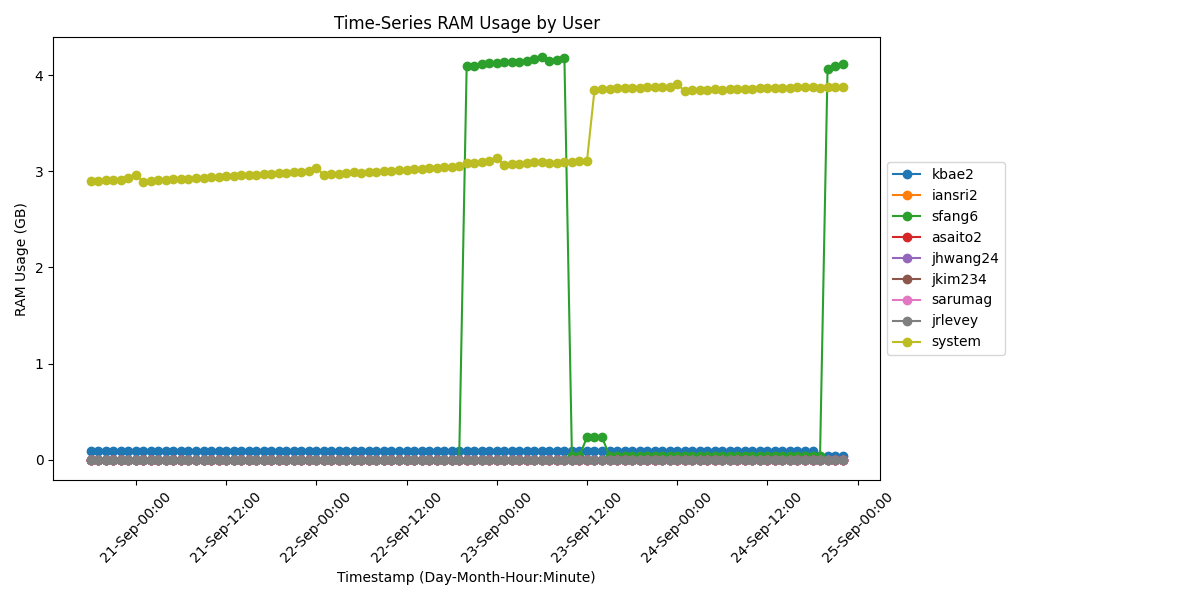 Time-Series RAM Usage by User
RAM Usage (GB)
4
3
2
1
0
21-Sep-00:00
21-Sep-12:00
22-Sep-00:00
22-Sep-12:00
23-Sep-00:00
23-Sep-12:00
24-Sep-00:00
24-Sep-12:00
25-Sep-00:00
Timestamp (Day-Month-Hour:Minute)
kbae2
iansri2
sfang6
asaito2
jhwang24
jkim234
sarumag
jrlevey
system